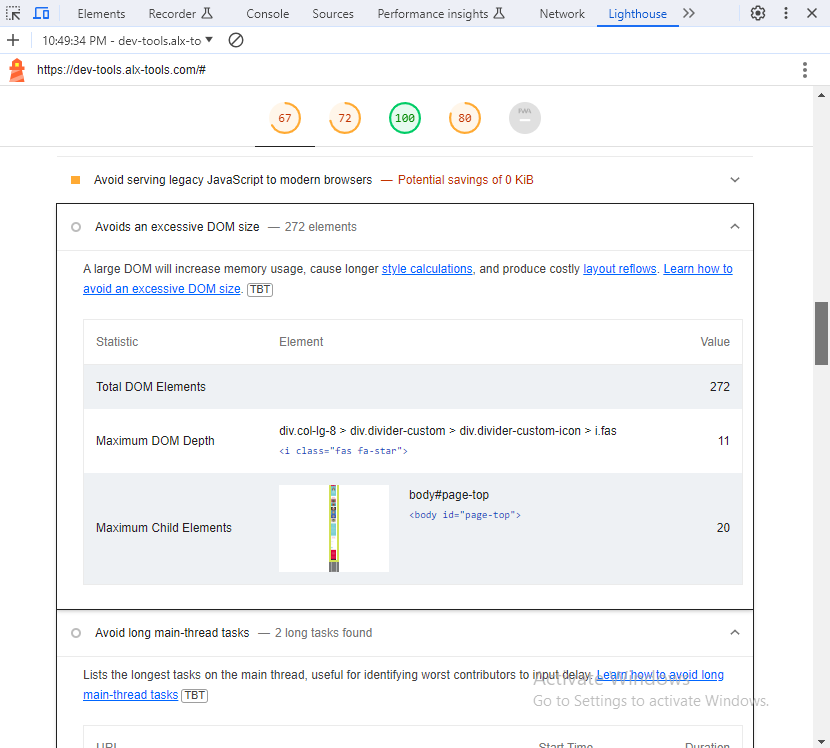 Elements Recorder Console Sources Performance insights Network Lighthouse
10:49:34 PM - dev-tools.alx-to
https://dev-tools.alx-tools.com/#
67 72 100 80 PWA
Avoid serving legacy JavaScript to modern browsers — Potential savings of 0 KiB
Avoids an excessive DOM size — 272 elements
A large DOM will increase memory usage, cause longer style calculations, and produce costly layout reflows. Learn how to
avoid an excessive DOM size. TBT
Statistic Element Value
Total DOM Elements 272
Maximum DOM Depth div.col-lg-8 > div.divider-custom > div.divider-custom-icon > i.fas 11
<i class="fas fa-star">
body#page-top
<body id="page-top">
Maximum Child Elements 20
Avoid long main-thread tasks — 2 long tasks found
Lists the longest tasks on the main thread, useful for identifying worst contributors to input delay. Learn how to avoid long
main-thread tasks TBT
Activate Windows
Go to Settings to activate Windows.
URL Start Time Duration